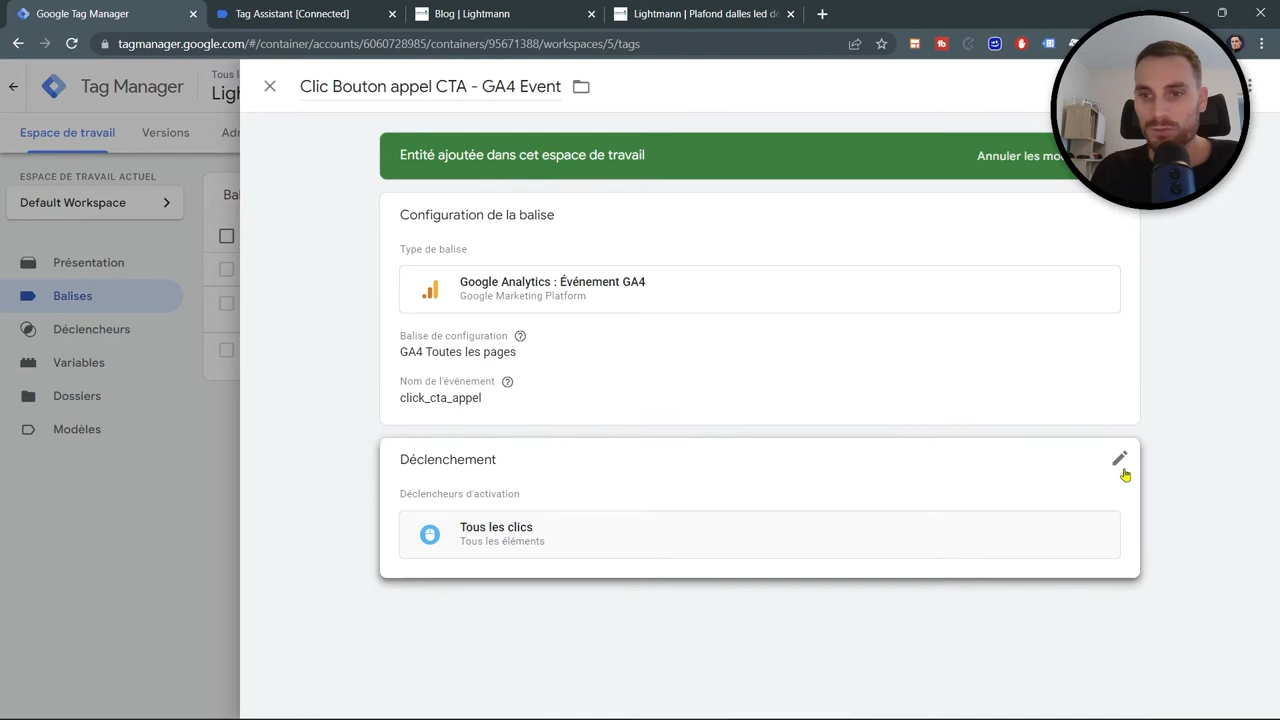 Google Tag Manager
Tag Assistant [Connected]
Blog | Lightmann
Lightmann | Plafond dalles led d
tagmanager.google.com/#/container/accounts/6060728985/containers/95671388/workspaces/5/tags
Tag Manager
Tous l
Espace de travail
Versions
Ad
ESPACE DE TRAVAIL ACTUEL
Default Workspace
Présentation
Balises
Déclencheurs
Variables
Dossiers
Modèles
Bal
Clic Bouton appel CTA - GA4 Event
Entité ajoutée dans cet espace de travail
Annuler les mo
Configuration de la balise
Type de balise
Google Analytics : Événement GA4
Google Marketing Platform
Balise de configuration
GA4 Toutes les pages
Nom de l'événement
click_cta_appel
Déclenchement
Déclencheurs d'activation
Tous les clics
Tous les éléments